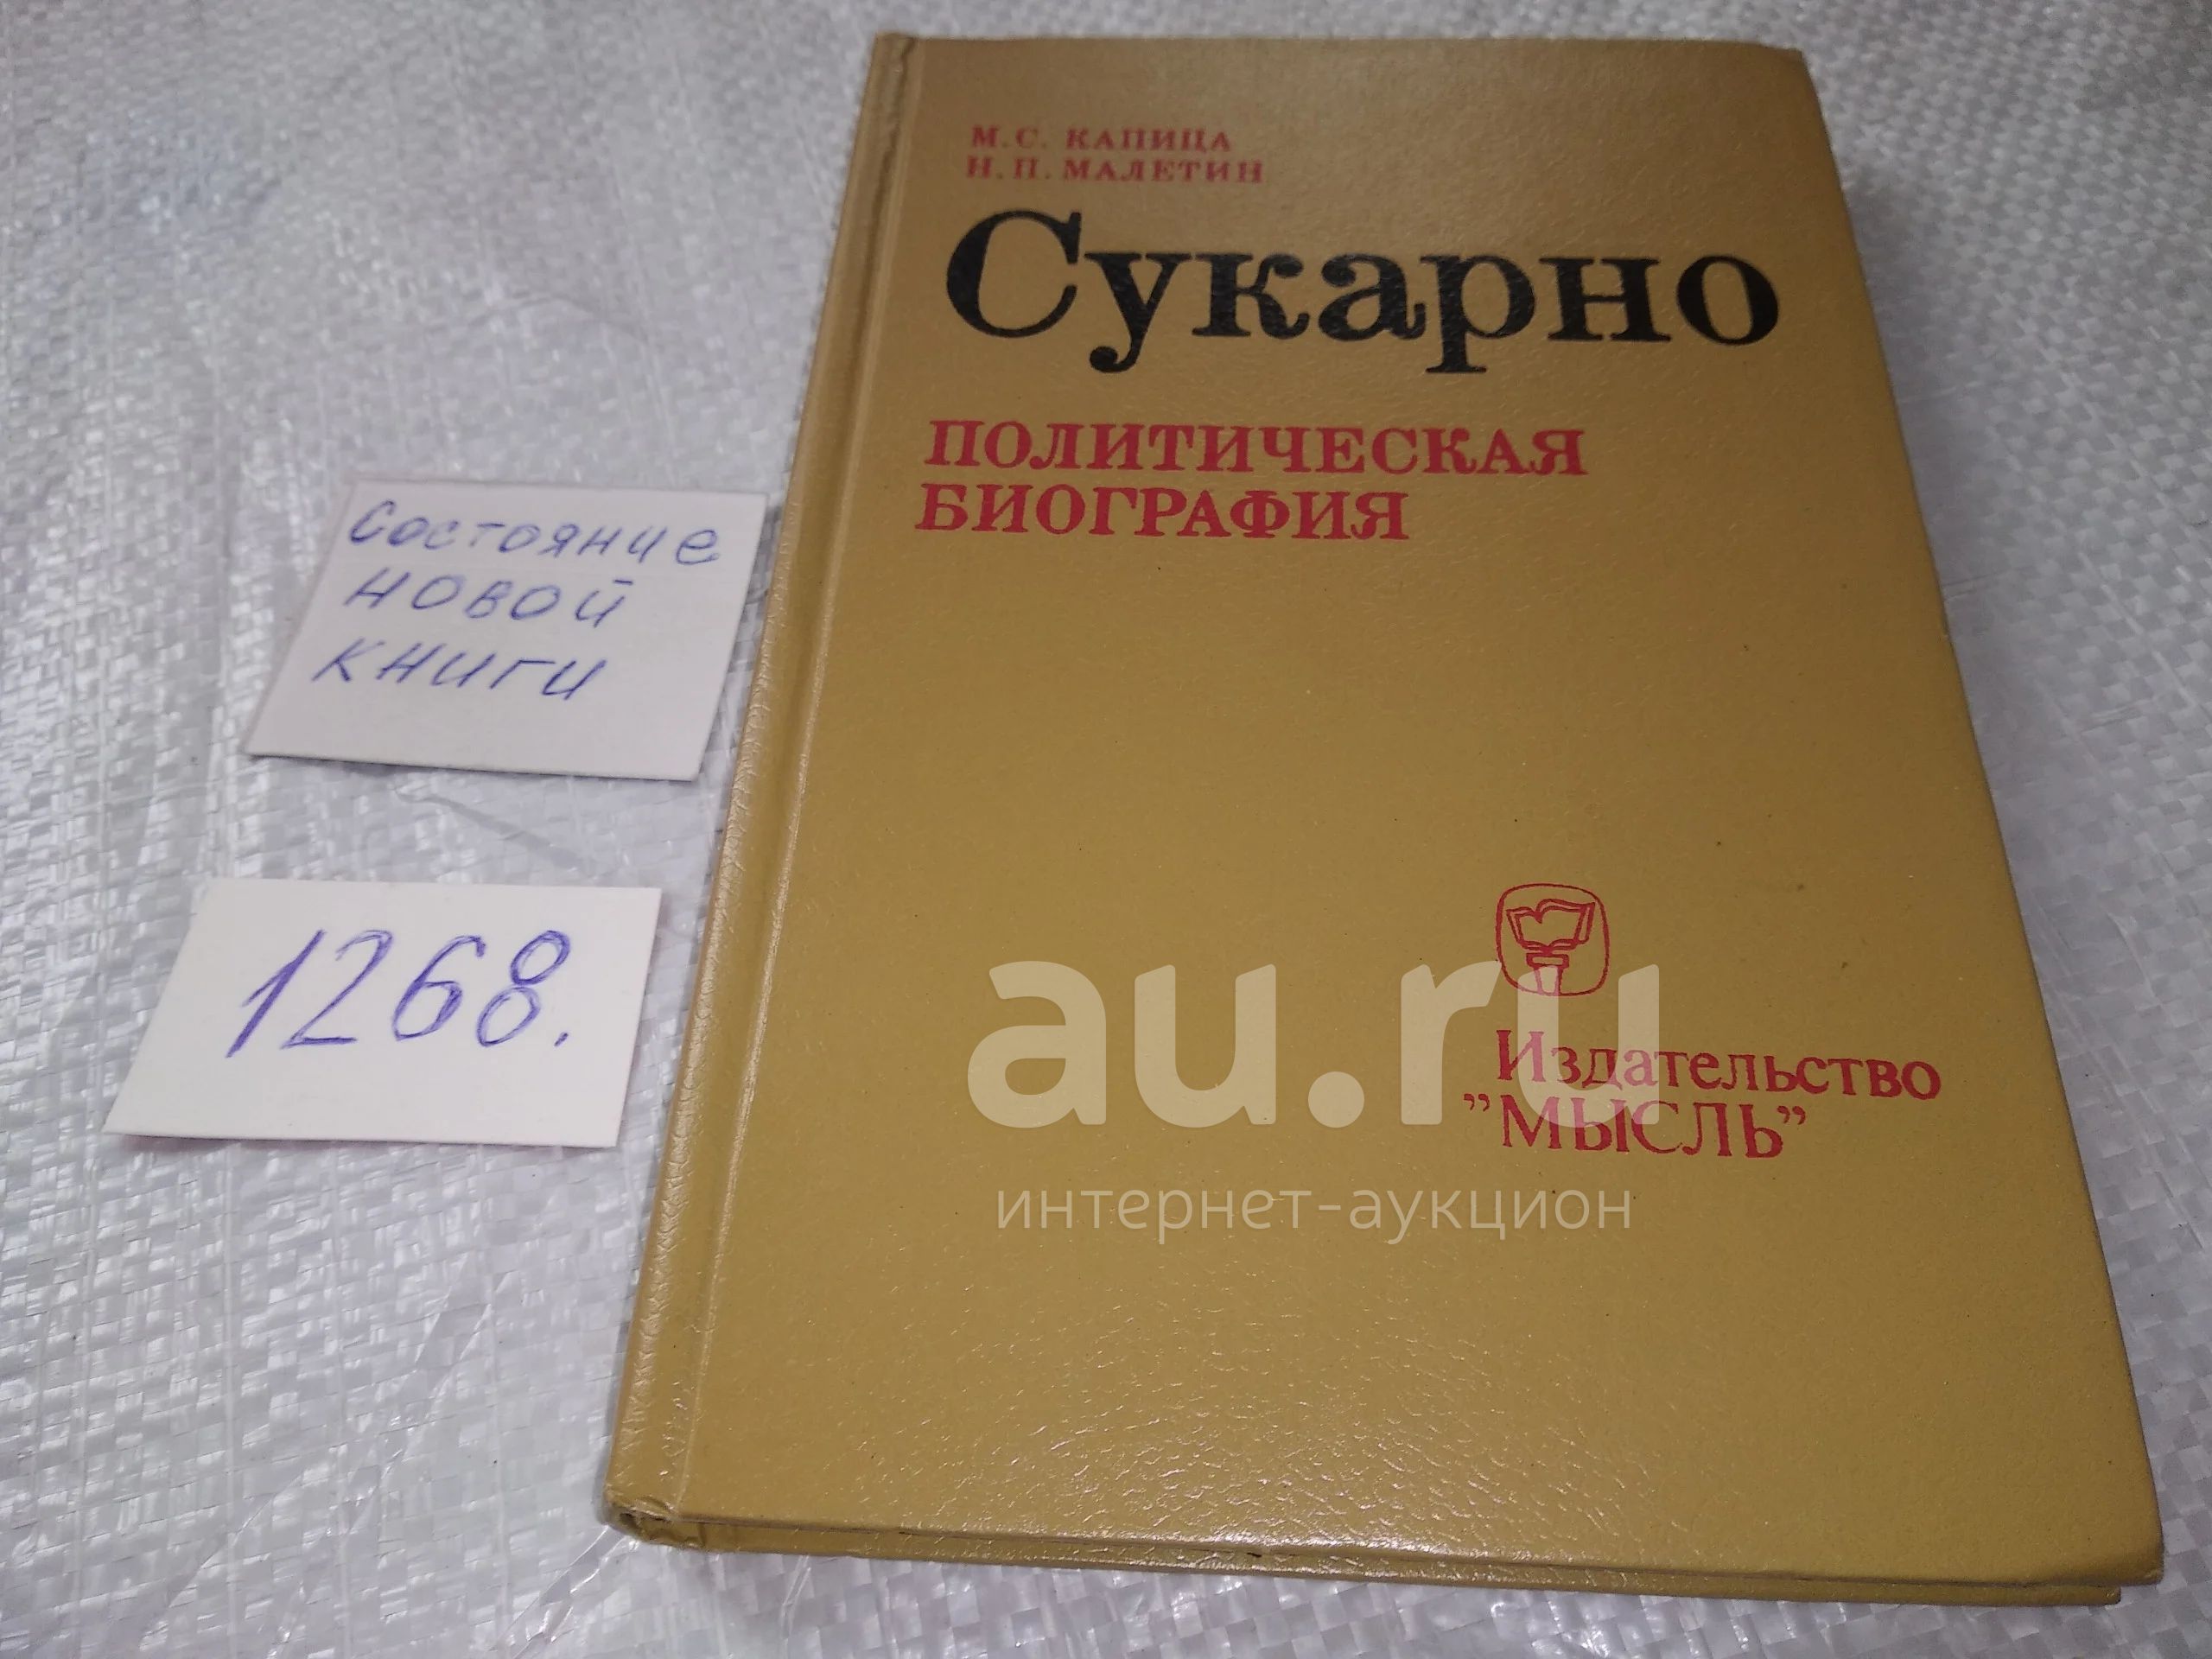 М. С. КАПИЦА
Н. П. МАЛЕТИН
Сукарно
ПОЛИТИЧЕСКАЯ
БИОГРАФИЯ
Состояние
новой
книги
1268.
au.ru
интернет-аукцион
Издательство
"МЫСЛЬ"